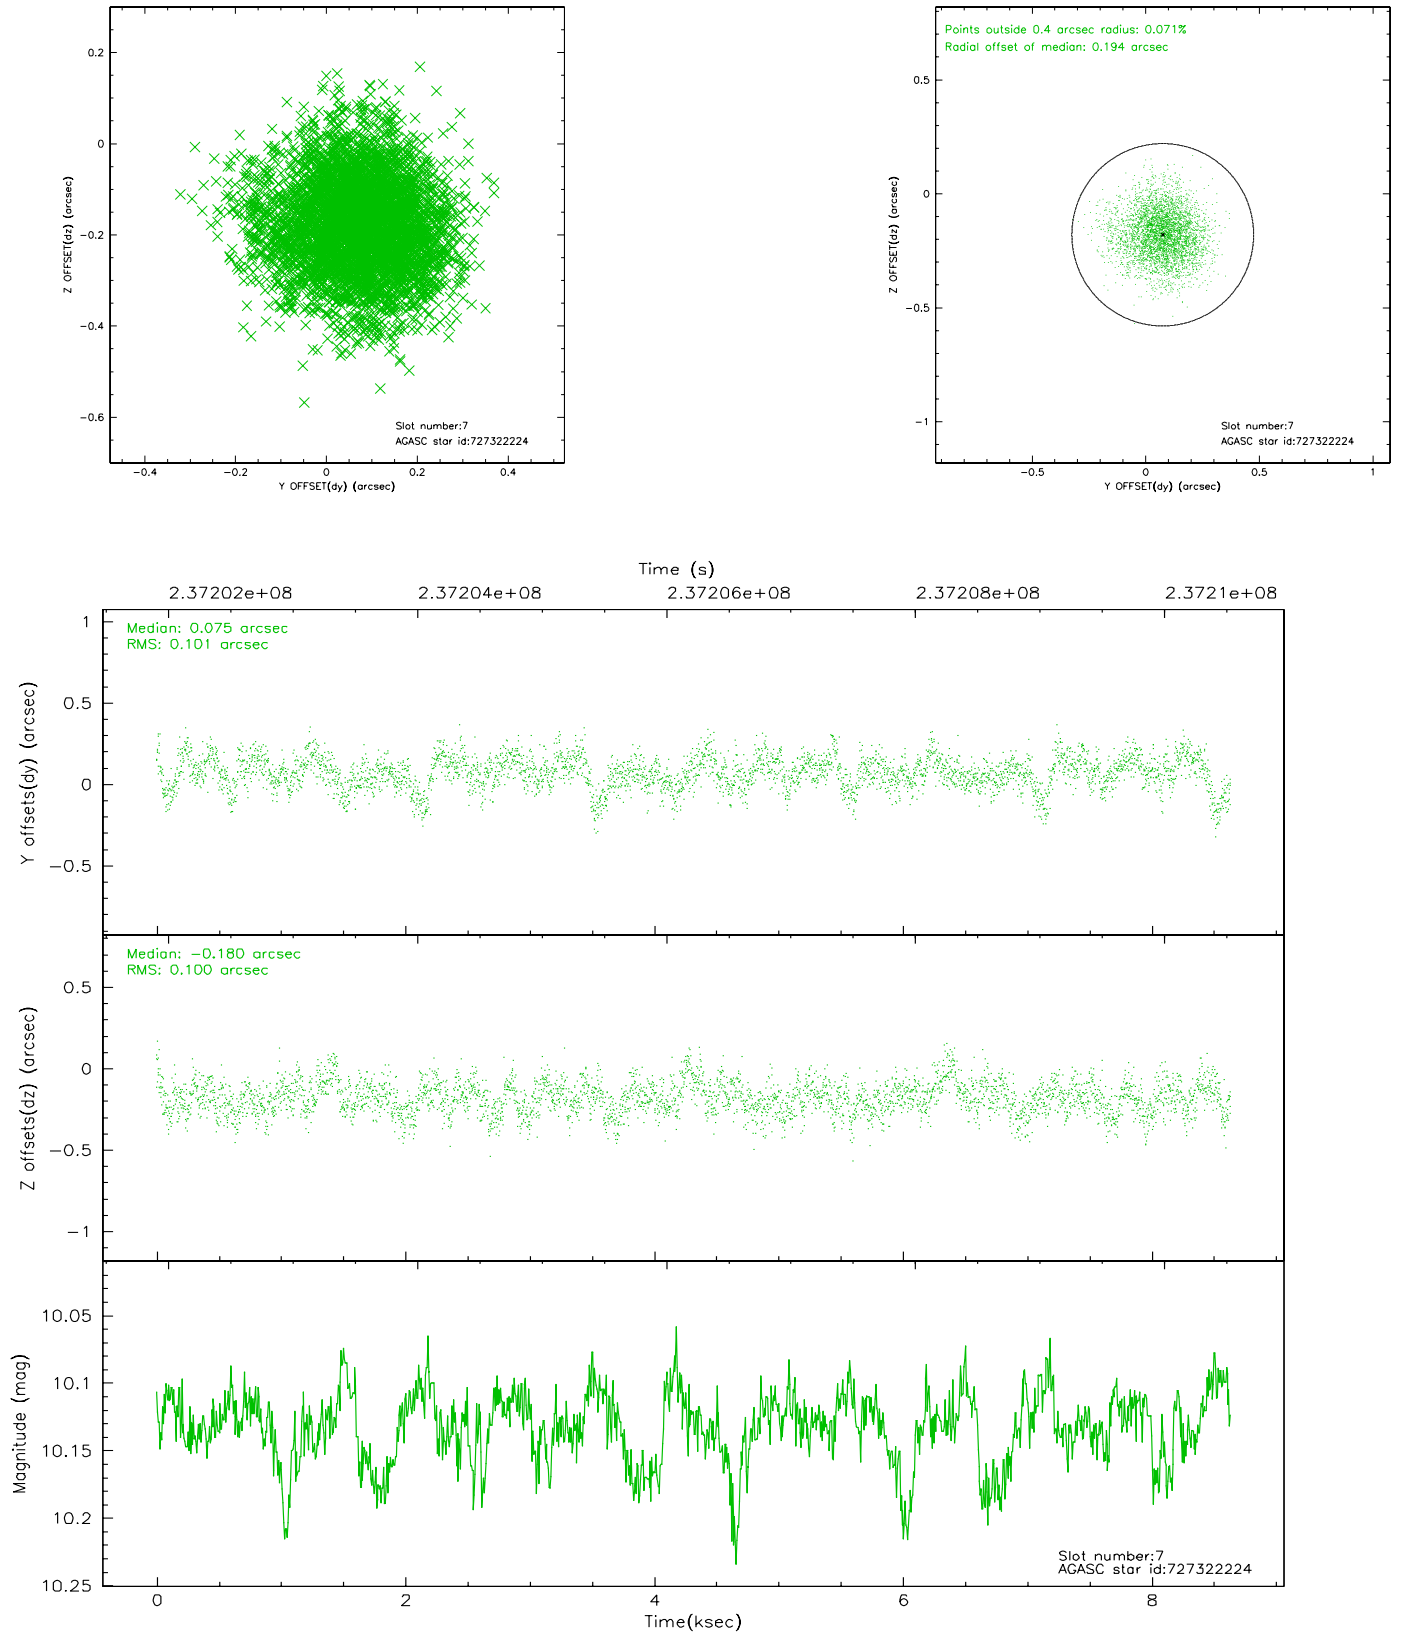 0.2
0
-0.2
-0.4
-0.6
Z OFFSET(dz) (arcsec)
-0.4 -0.2 0 0.2 0.4
Y OFFSET(dy) (arcsec)
Slot number:7
AGASC star id:727322224
Points outside 0.4 arcsec radius: 0.071%
Radial offset of median: 0.194 arcsec
0.5
0
-0.5
-1
Z OFFSET(dz) (arcsec)
-0.5 0 0.5 1
Y OFFSET(dy) (arcsec)
Slot number:7
AGASC star id:727322224
Time (s)
2.37202e+08 2.37204e+08 2.37206e+08 2.37208e+08 2.3721e+08
Median: 0.075 arcsec
RMS: 0.101 arcsec
1
0.5
0
-0.5
Y offsets(dy) (arcsec)
Median: -0.180 arcsec
RMS: 0.100 arcsec
0.5
0
-0.5
-1
Z offsets(dz) (arcsec)
10.05
10.1
10.15
10.2
10.25
Magnitude (mag)
Slot number:7
AGASC star id:727322224
0 2 4 6 8
Time(ksec)